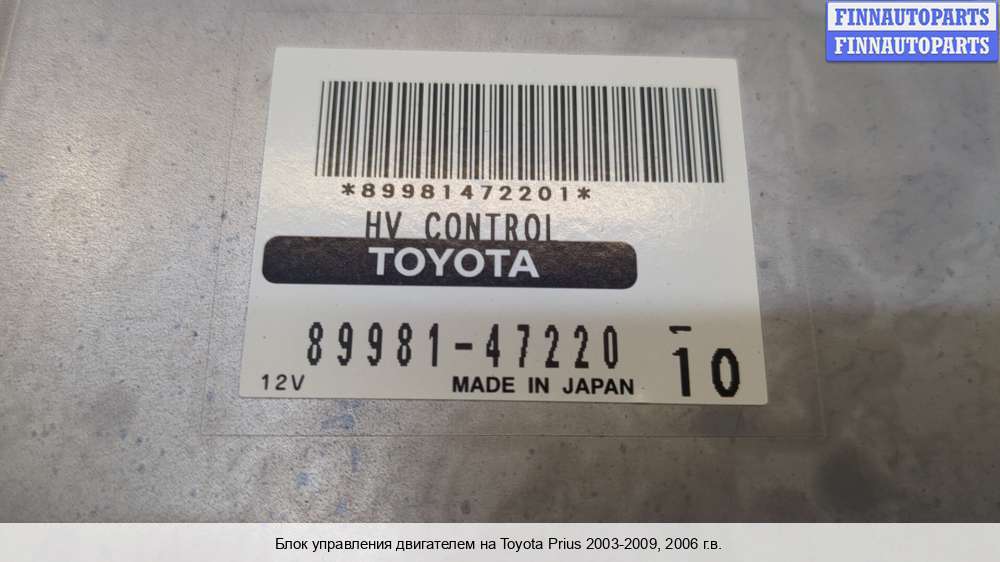 FINNAUTOPARTS
FINNAUTOPARTS
*89981472201*
HV CONTROL
TOYOTA
89981-47220 10
12V MADE IN JAPAN
Блок управления двигателем на Toyota Prius 2003-2009, 2006 г.в.